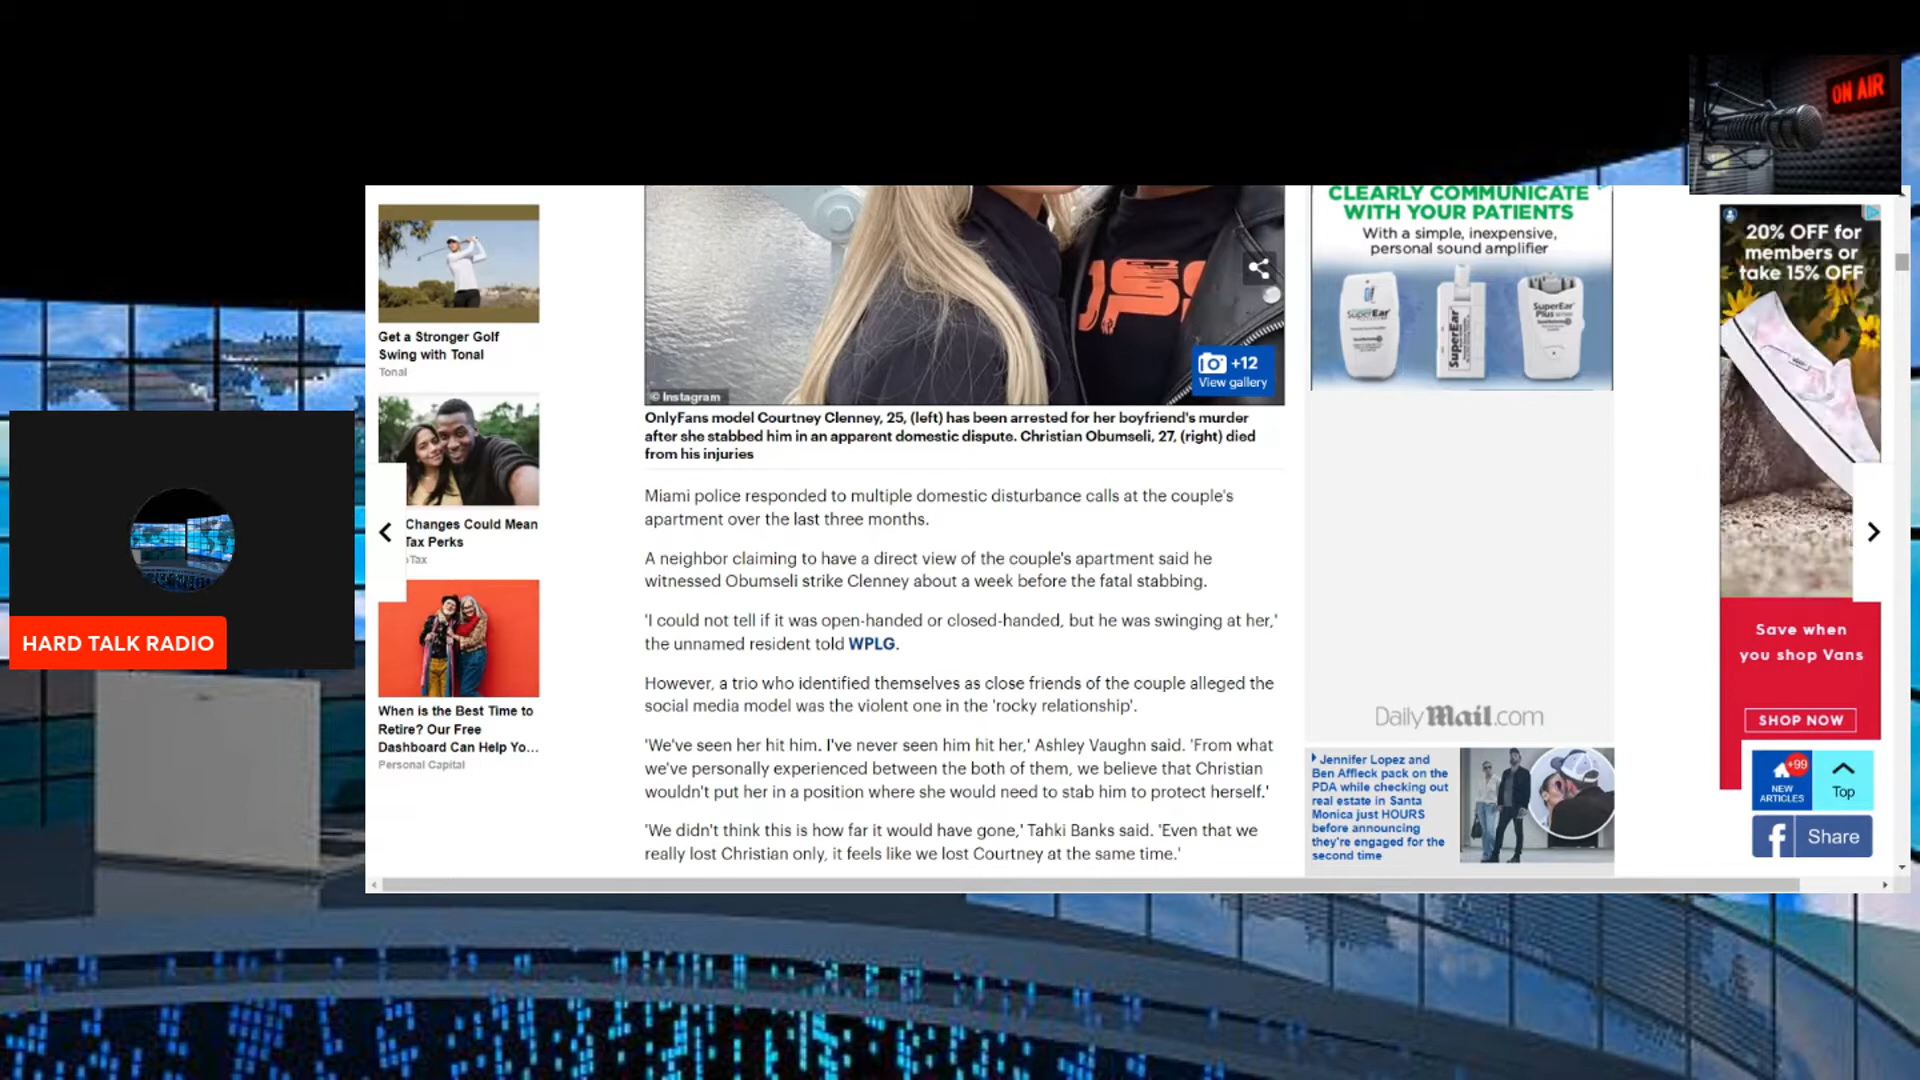 ON AIR
HARD TALK RADIO
Get a Stronger Golf
Swing with Tonal
Tonal
Changes Could Mean
Tax Perks
Tax
When is the Best Time to
Retire? Our Free
Dashboard Can Help Yo...
Personal Capital
+12
View gallery
© Instagram
OnlyFans model Courtney Clenney, 25, (left) has been arrested for her boyfriend's murder
after she stabbed him in an apparent domestic dispute. Christian Obumseli, 27, (right) died
from his injuries
Miami police responded to multiple domestic disturbance calls at the couple's
apartment over the last three months.
A neighbor claiming to have a direct view of the couple's apartment said he
witnessed Obumseli strike Clenney about a week before the fatal stabbing.
'I could not tell if it was open-handed or closed-handed, but he was swinging at her,'
the unnamed resident told WPLG.
However, a trio who identified themselves as close friends of the couple alleged the
social media model was the violent one in the 'rocky relationship'.
'We've seen her hit him. I've never seen him hit her,' Ashley Vaughn said. 'From what
we've personally experienced between the both of them, we believe that Christian
wouldn't put her in a position where she would need to stab him to protect herself.'
'We didn't think this is how far it would have gone,' Tahki Banks said. 'Even that we
really lost Christian only, it feels like we lost Courtney at the same time.'
CLEARLY COMMUNICATE
WITH YOUR PATIENTS
With a simple, inexpensive,
personal sound amplifier
SuperEar
SuperEar
SuperEar
Plus
DailyMail.com
Jennifer Lopez and
Ben Affleck pack on the
PDA while checking out
real estate in Santa
Monica just HOURS
before announcing
they're engaged for the
second time
20% OFF for
members or
take 15% OFF
Save when
you shop Vans
SHOP NOW
+99
NEW
ARTICLES
Top
Share